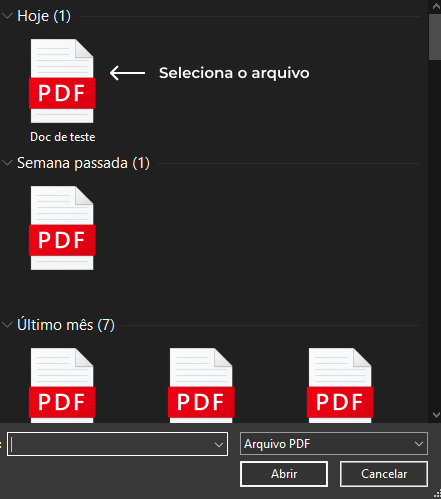 Hoje (1)
PDF
Seleciona o arquivo
Doc de teste
Semana passada (1)
PDF
Último mês (7)
PDF PDF PDF
:
Arquivo PDF
Abrir Cancelar